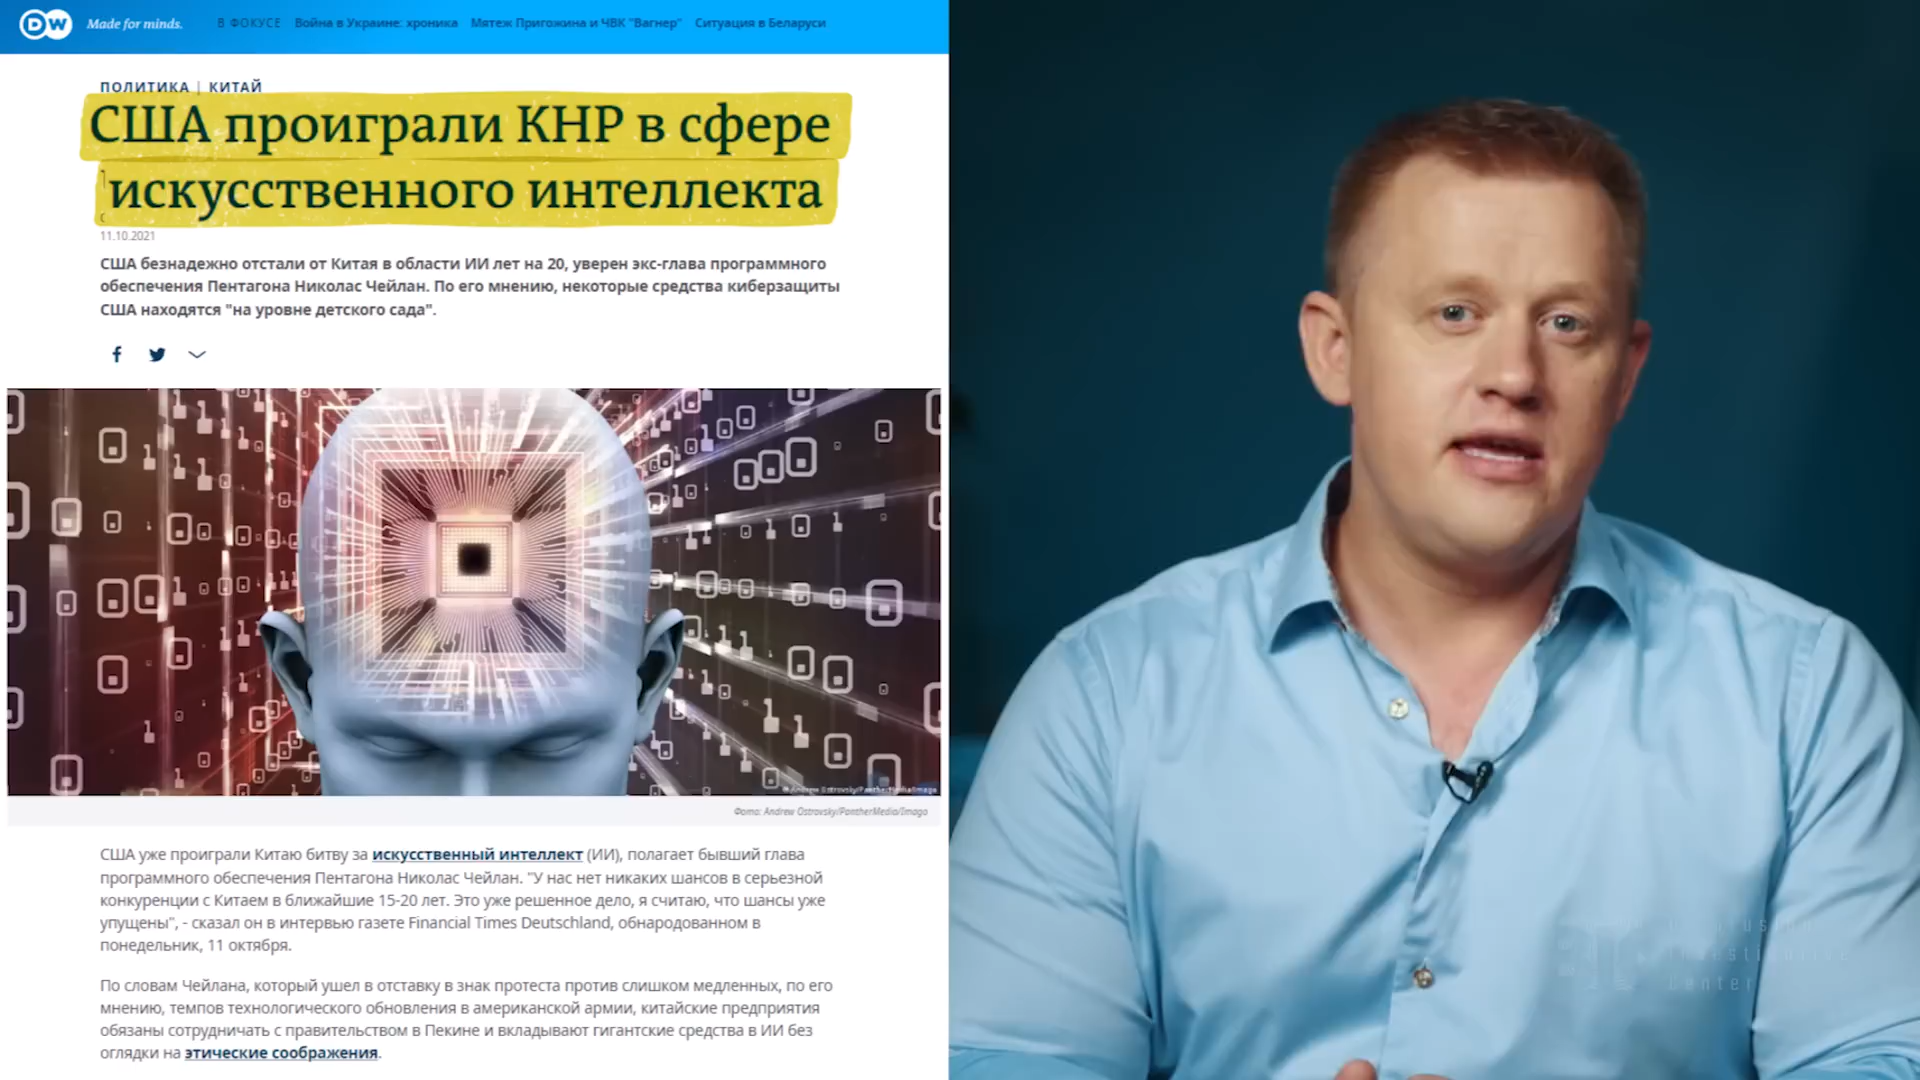 DW Made for minds.
В ФОКУСЕ Война в Украине: хроника Мятеж Пригожина и ЧВК "Вагнер" Ситуация в Беларуси
ПОЛИТИКА | КИТАЙ
США проиграли КНР в сфере
искусственного интеллекта
11.10.2021
США безнадежно отстали от Китая в области ИИ лет на 20, уверен экс-глава программного
обеспечения Пентагона Николас Чейлан. По его мнению, некоторые средства киберзащиты
США находятся "на уровне детского сада".
© Andrew Ostrovsky/PantherMedia/Imago
Фото: Andrew Ostrovsky/PantherMedia/Imago
США уже проиграли Китаю битву за искусственный интеллект (ИИ), полагает бывший глава
программного обеспечения Пентагона Николас Чейлан. "У нас нет никаких шансов в серьезной
конкуренции с Китаем в ближайшие 15-20 лет. Это уже решенное дело, я считаю, что шансы уже
упущены", - сказал он в интервью газете Financial Times Deutschland, обнародованном в
понедельник, 11 октября.
По словам Чейлана, который ушел в отставку в знак протеста против слишком медленных, по его
мнению, темпов технологического обновления в американской армии, китайские предприятия
обязаны сотрудничать с правительством в Пекине и вкладывают гигантские средства в ИИ без
оглядки на этические соображения.
Center